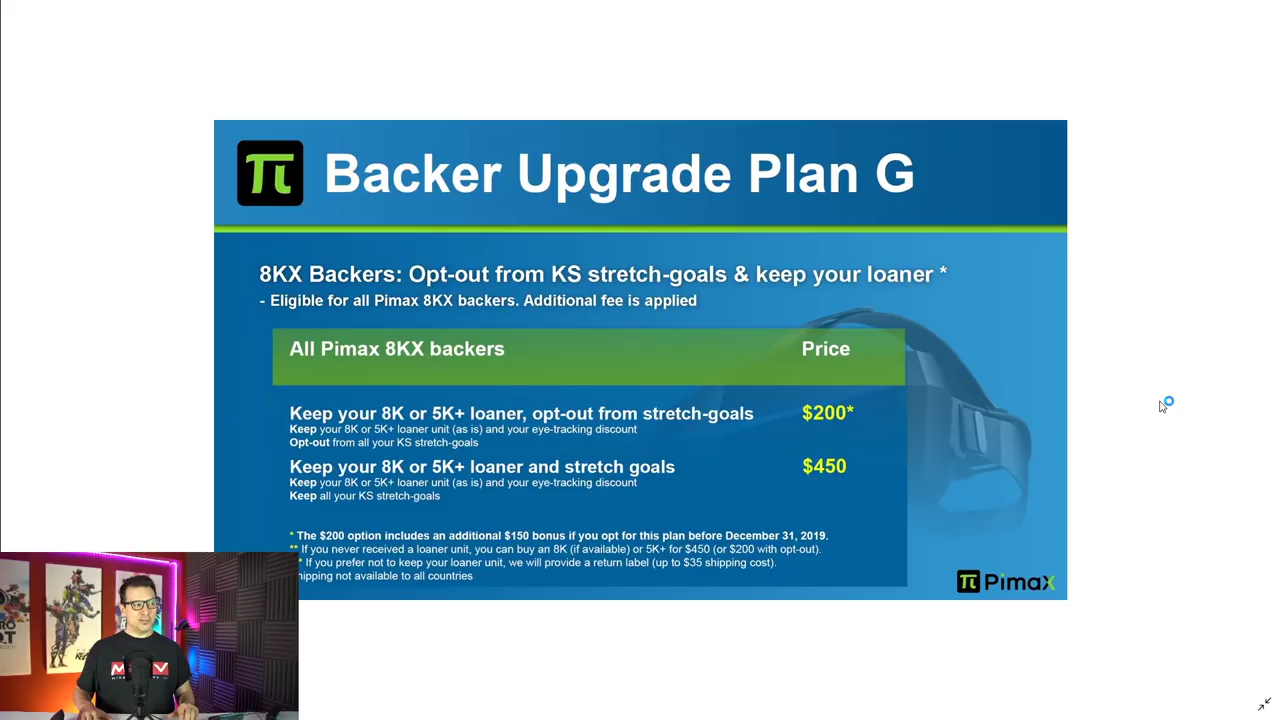 Backer Upgrade Plan G
8KX Backers: Opt-out from KS stretch-goals & keep your loaner *
- Eligible for all Pimax 8KX backers. Additional fee is applied
All Pimax 8KX backers Price
Keep your 8K or 5K+ loaner, opt-out from stretch-goals $200*
Keep your 8K or 5K+ loaner unit (as is) and your eye-tracking discount
Opt-out from all your KS stretch-goals
Keep your 8K or 5K+ loaner and stretch goals $450
Keep your 8K or 5K+ loaner unit (as is) and your eye-tracking discount
Keep all your KS stretch-goals
* The $200 option includes an additional $150 bonus if you opt for this plan before December 31, 2019.
** If you never received a loaner unit, you can buy an 8K (if available) or 5K+ for $450 (or $200 with opt-out).
* If you prefer not to keep your loaner unit, we will provide a return label (up to $35 shipping cost).
hipping not available to all countries
PimaX